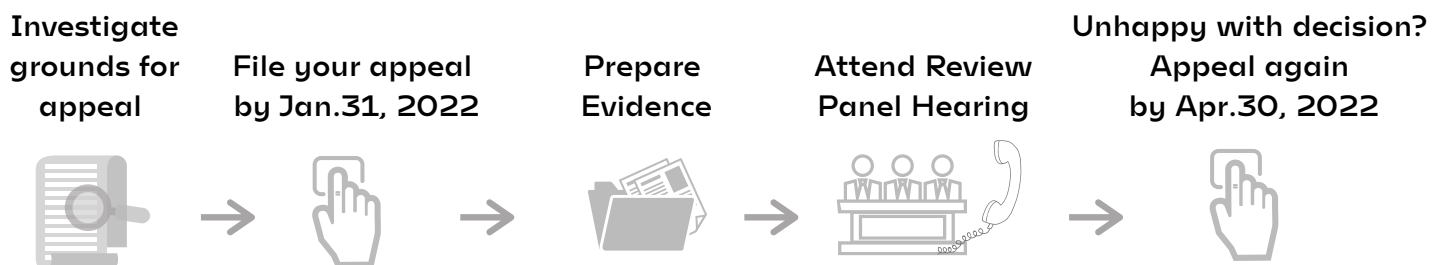 Investigate
grounds for
appeal
File your appeal
by Jan.31, 2022
Prepare
Evidence
Attend Review
Panel Hearing
Unhappy with decision?
Appeal again
by Apr.30, 2022